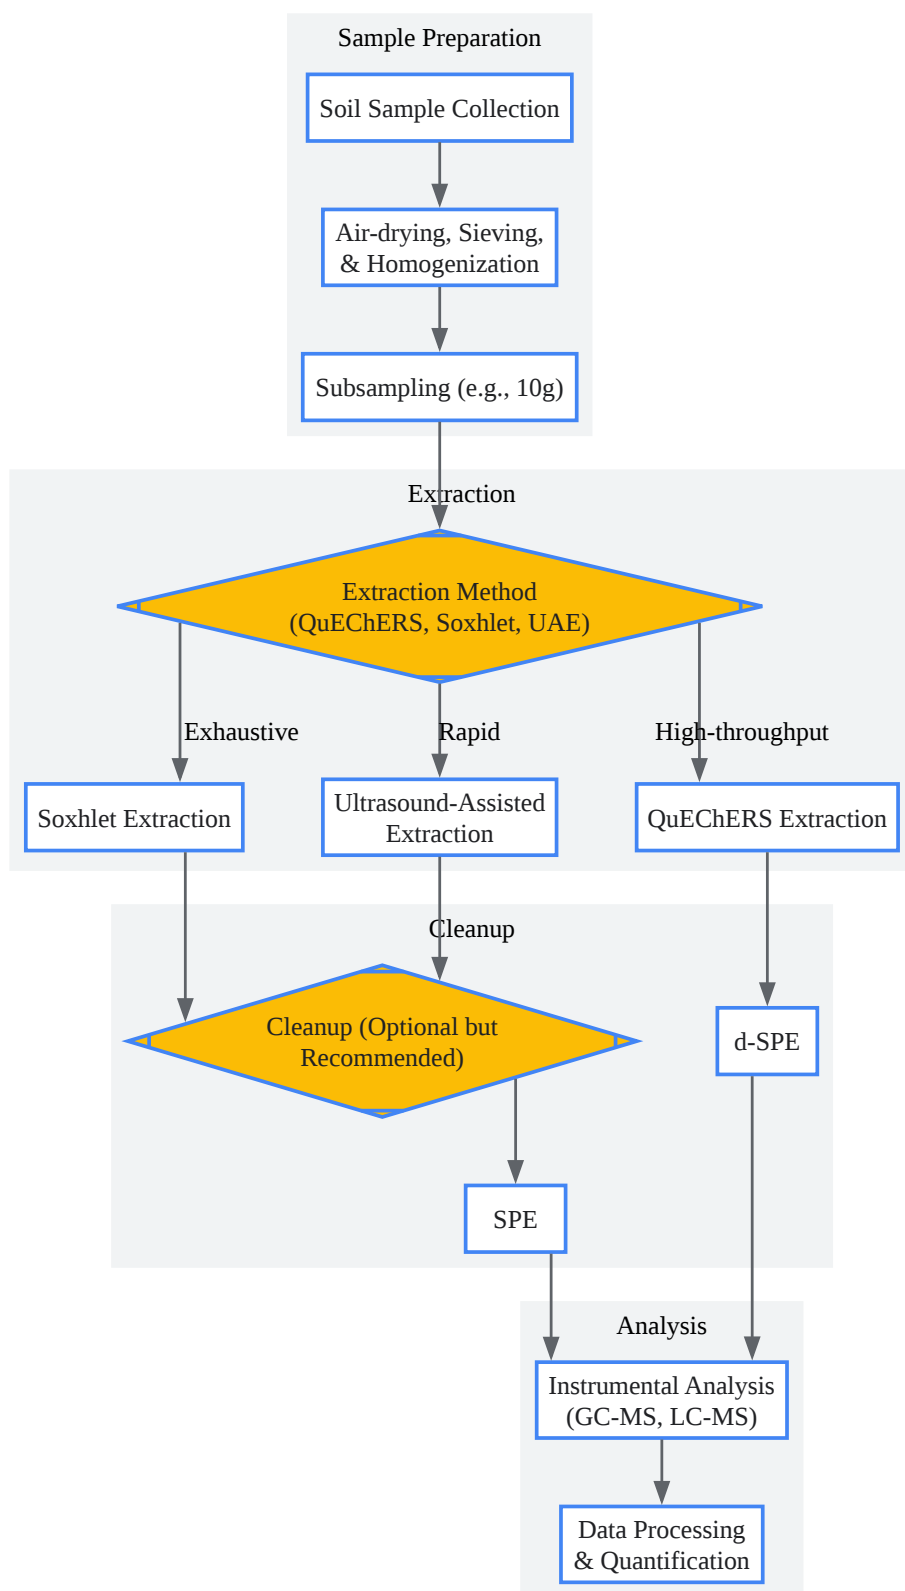 Sample Preparation
Soil Sample Collection
Air-drying, Sieving,
& Homogenization
Subsampling (e.g., 10g)
Extraction
Extraction Method
(QuEChERS, Soxhlet, UAE)
Exhaustive
Rapid
High-throughput
Soxhlet Extraction
Ultrasound-Assisted
Extraction
QuEChERS Extraction
Cleanup
Cleanup (Optional but
Recommended)
d-SPE
SPE
Analysis
Instrumental Analysis
(GC-MS, LC-MS)
Data Processing
& Quantification